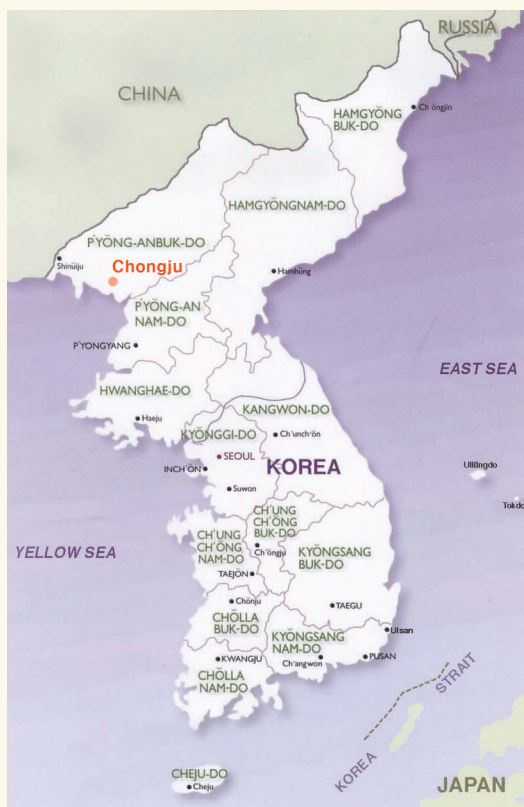 RUSSIA
CHINA
HAMGYŎNG
BUK-DO
Ch ŏngjin
HAMGYŎNGNAM-DO
P'YŎNG-ANBUK-DO
Shinŭiju
Chongju
Hamhŭng
P'YŎNG-AN
NAM-DO
P'YONGYANG
EAST SEA
HWANGHAE-DO
KANGWON-DO
Haeju
KYŎNGGI-DO
Ch'unch'ŏn
SEOUL
KOREA
INCH'ŎN
Ullŭngdo
Suwon
Tokdo
CH'UNG
CH'ŎNG
BUK-DO
YELLOW SEA
CH'UNG
CH'ŎNG
NAM-DO
Ch'ŏngju
KYŎNGSANG
BUK-DO
TAEJŎN
Chŏnju
TAEGU
CHŎLLA
BUK-DO
Ulsan
KYŎNGSANG
NAM-DO
Ch'angwon
PUSAN
KWANGJU
CHŎLLA
NAM-DO
KOREA STRAIT
CHEJU-DO
Cheju
JAPAN